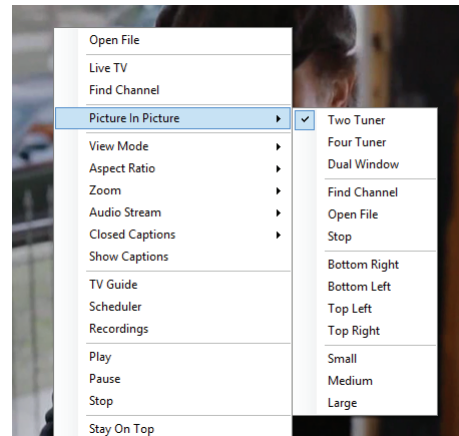 Open File
Live TV
Find Channel
Picture In Picture
View Mode
Aspect Ratio
Zoom
Audio Stream
Closed Captions
Show Captions
TV Guide
Scheduler
Recordings
Play
Pause
Stop
Stay On Top
Two Tuner
Four Tuner
Dual Window
Find Channel
Open File
Stop
Bottom Right
Bottom Left
Top Left
Top Right
Small
Medium
Large